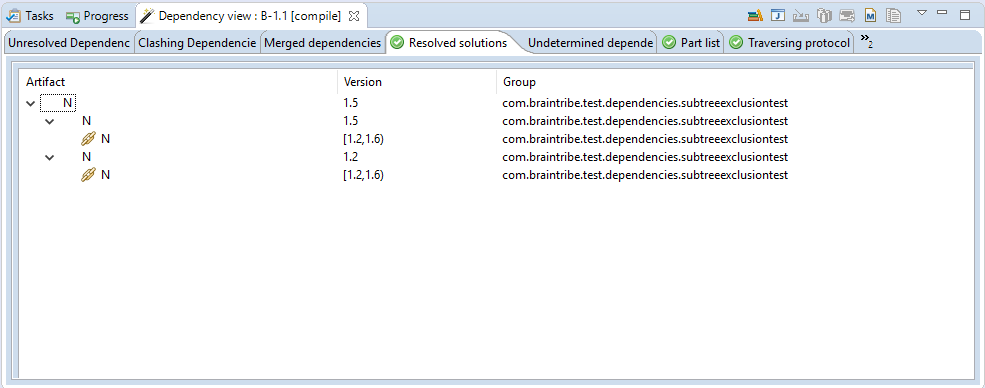 Tasks Progress Dependency view : B-1.1 [compile]
Unresolved Dependenc Clashing Dependencie Merged dependencies Resolved solutions Undetermined depende Part list Traversing protocol »2
Artifact Version Group
N 1.5 com.braintribe.test.dependencies.subtreeexclusiontest
N 1.5 com.braintribe.test.dependencies.subtreeexclusiontest
N [1.2,1.6) com.braintribe.test.dependencies.subtreeexclusiontest
N 1.2 com.braintribe.test.dependencies.subtreeexclusiontest
N [1.2,1.6) com.braintribe.test.dependencies.subtreeexclusiontest